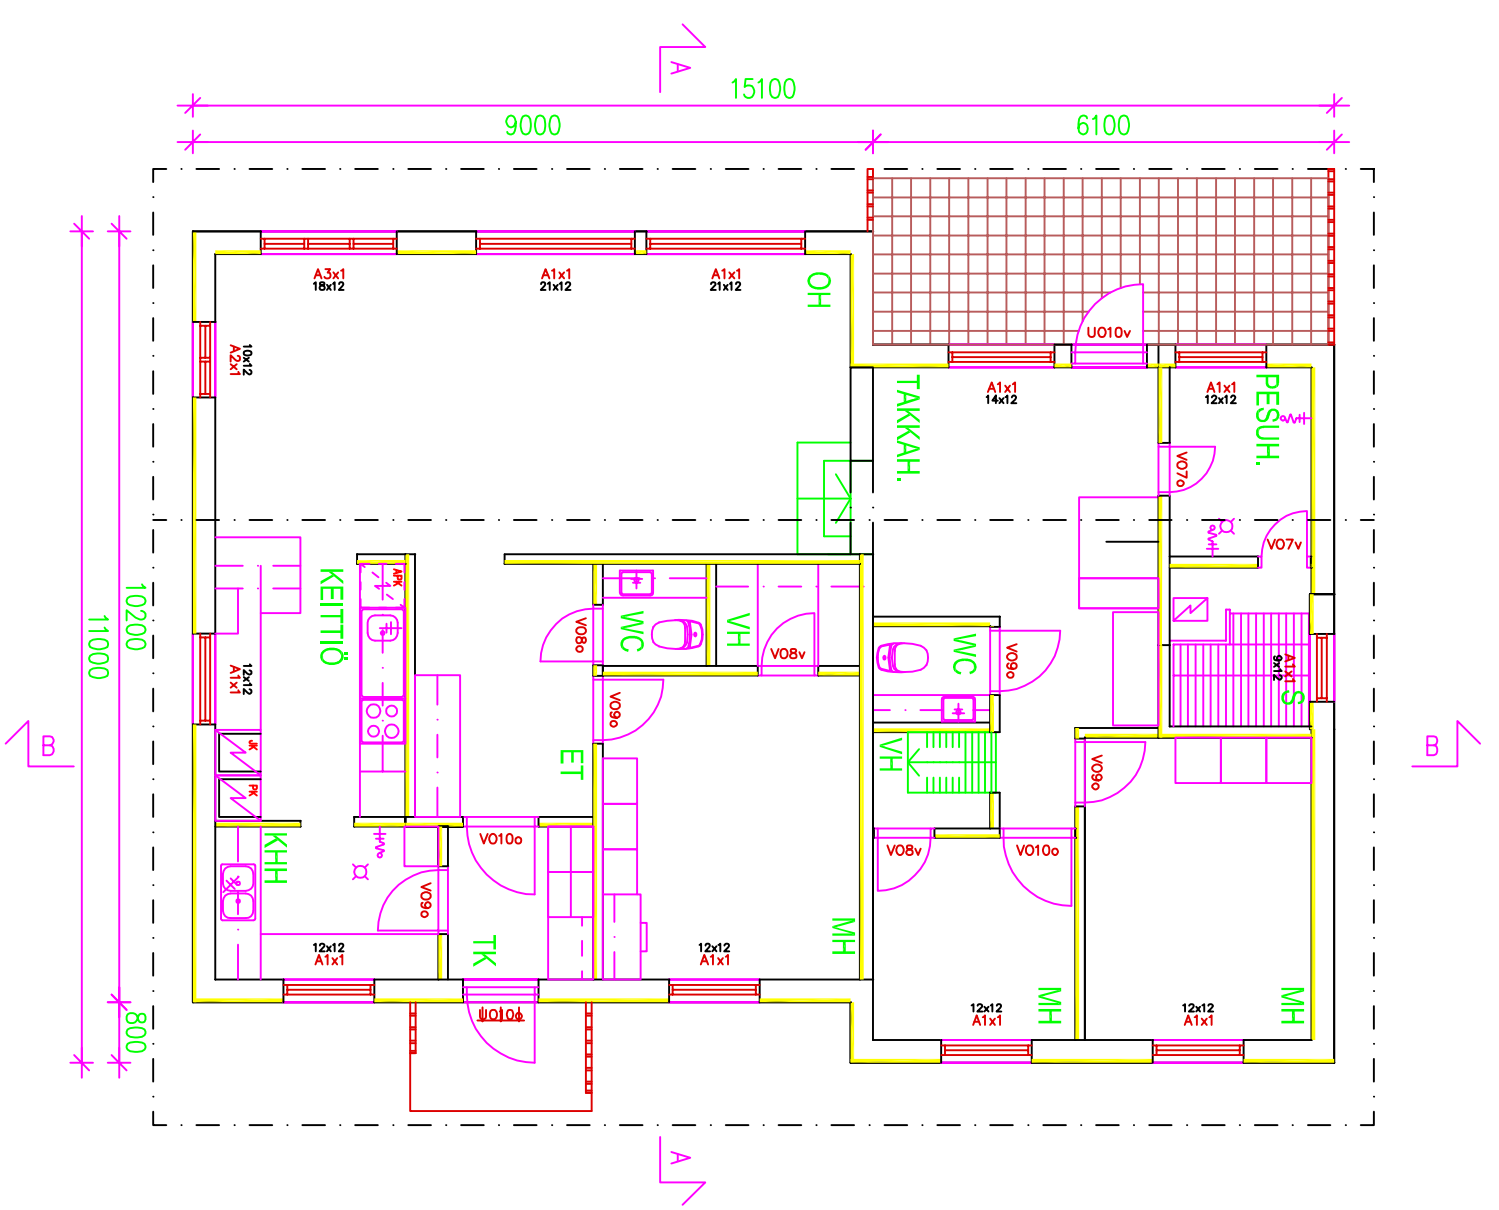 A
15100
9000
6100
A3x1
18x12
A1x1
21x12
A1x1
21x12
OH
UO10v
A1x1
14x12
A1x1
12x12
TAKKAH.
PESUH.
10x12
A2x1
VO7o
VO7v
10200
11000
KEITTIÖ
APK
WC
VO8o
VH
VO8v
WC
VO9o
A1x1
9x12
S
12x12
A1x1
VO9o
B
B
JK
PK
ET
VH
VO9o
KHH
VO10o
VO8v
VO10o
VO9o
TK
MH
12x12
A1x1
12x12
A1x1
MH
MH
12x12
A1x1
12x12
A1x1
UO10o
800
A